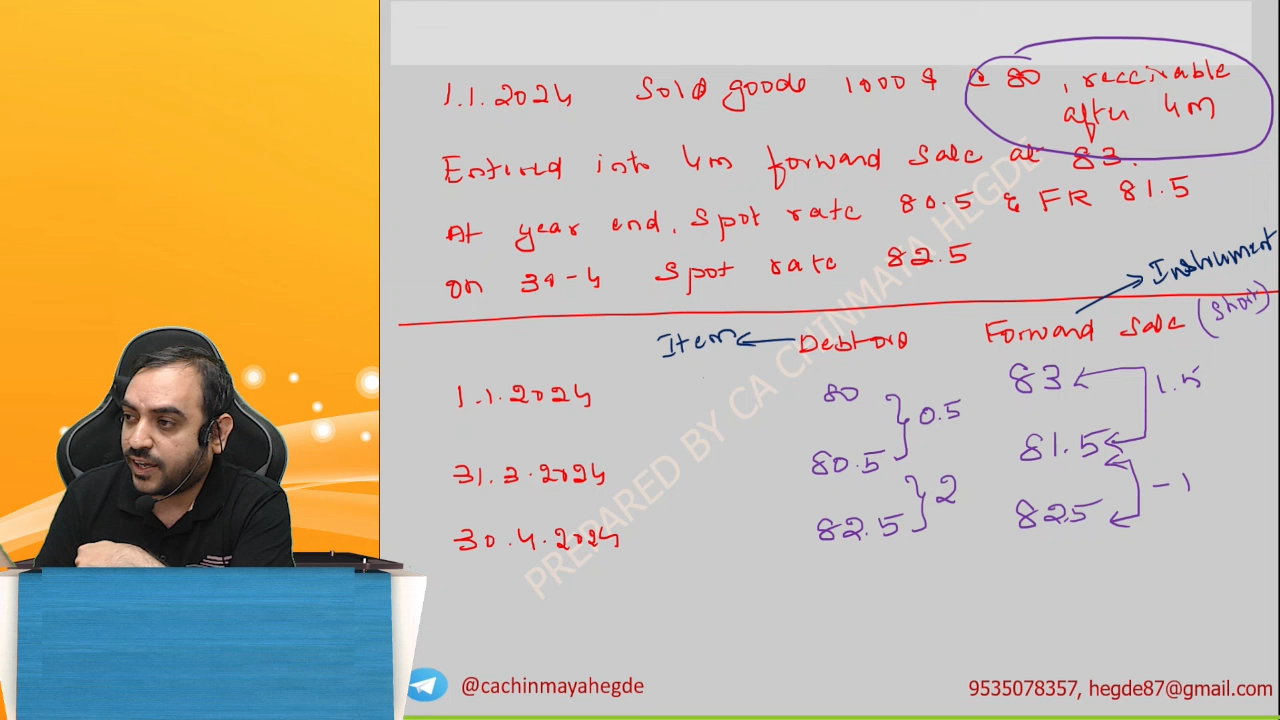 1.1.2024 Sold goods 1000 $ @ 80, receivable
after 4m
Entered into 4m forward sale at 83.
At year end, spot rate 80.5 & FR 81.5
On 30-4 spot rate 82.5
Instrument
Item Debtors Forward Sale (Short)
1.1.2024 80 83
0.5 1.5
31.3.2024 80.5 81.5
2 -1
30.4.2024 82.5 82.5
PREPARED BY CA CHINMAYA HEGDE
@cachinmayahegde
9535078357, hegde87@gmail.com